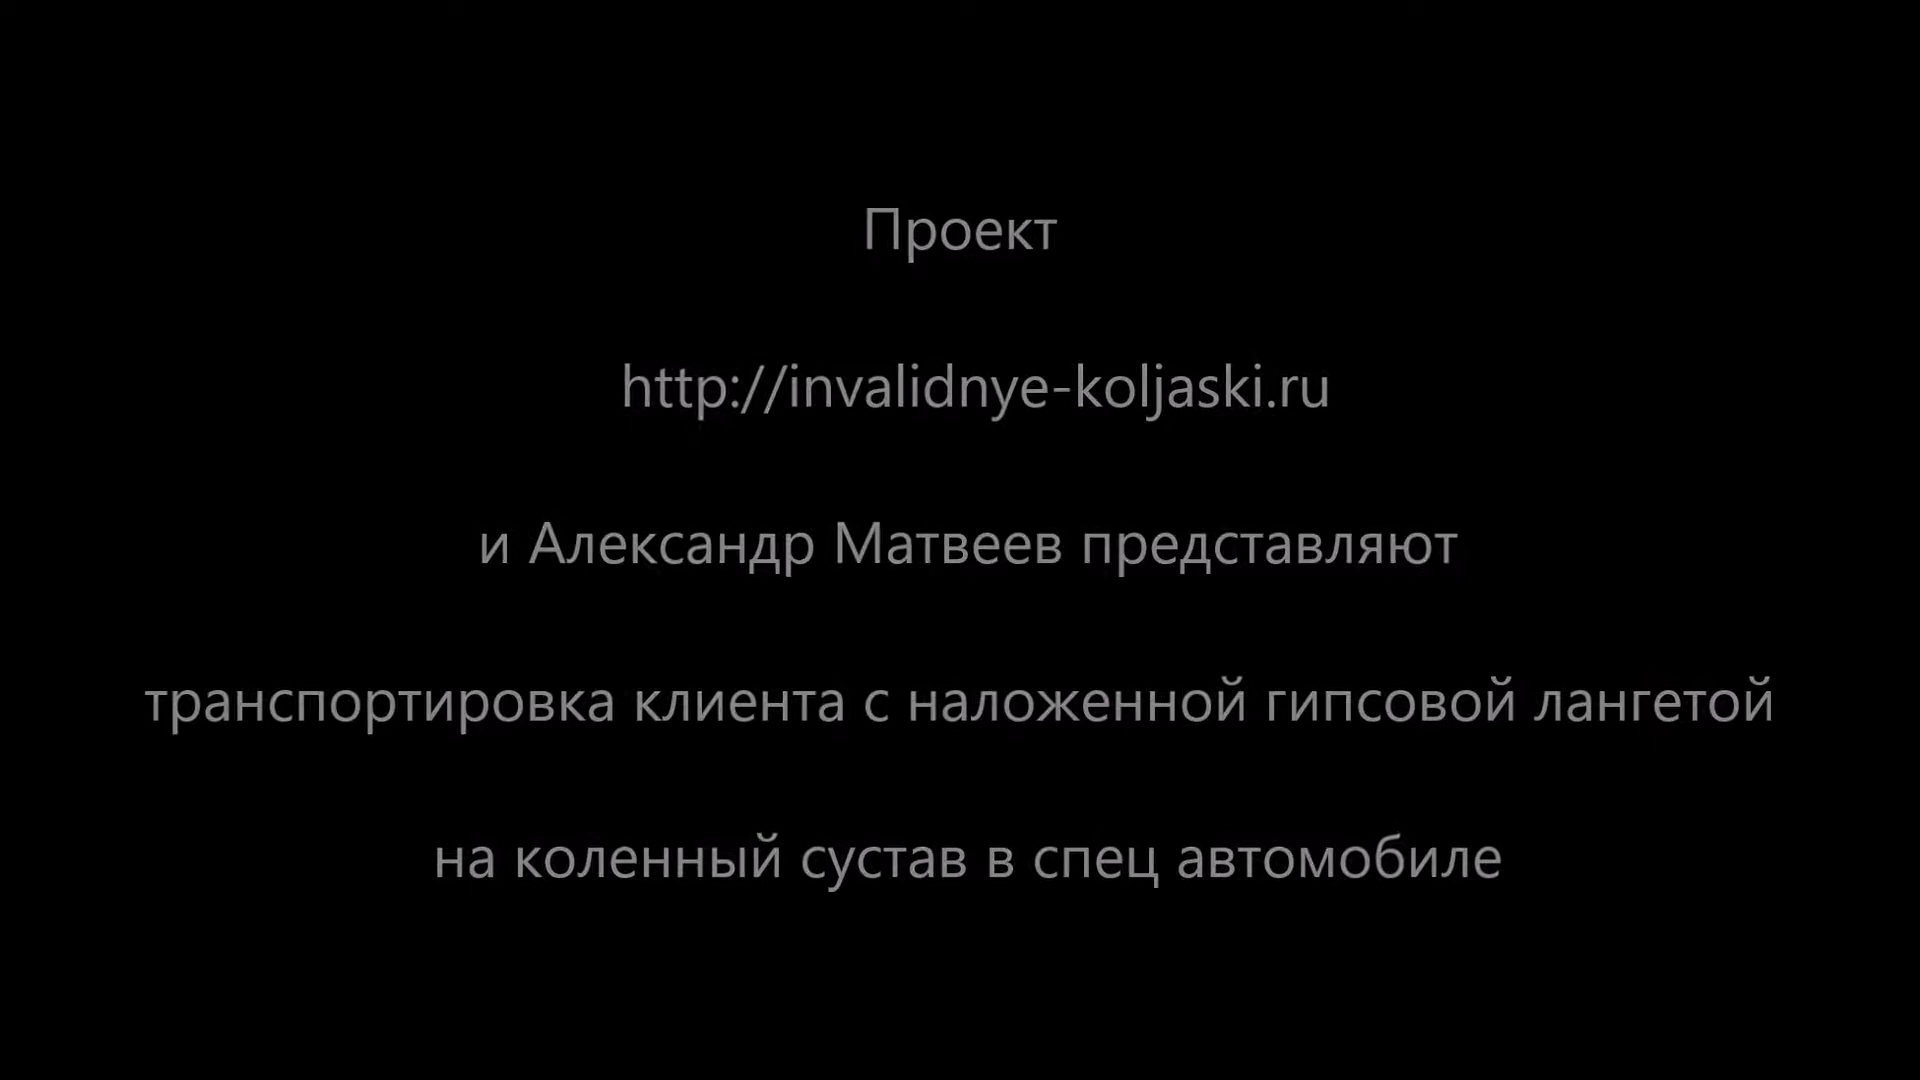 Проект
http://invalidnye-koljaski.ru
и Александр Матвеев представляют
транспортировка клиента с наложенной гипсовой лангетой
на коленный сустав в спец автомобиле